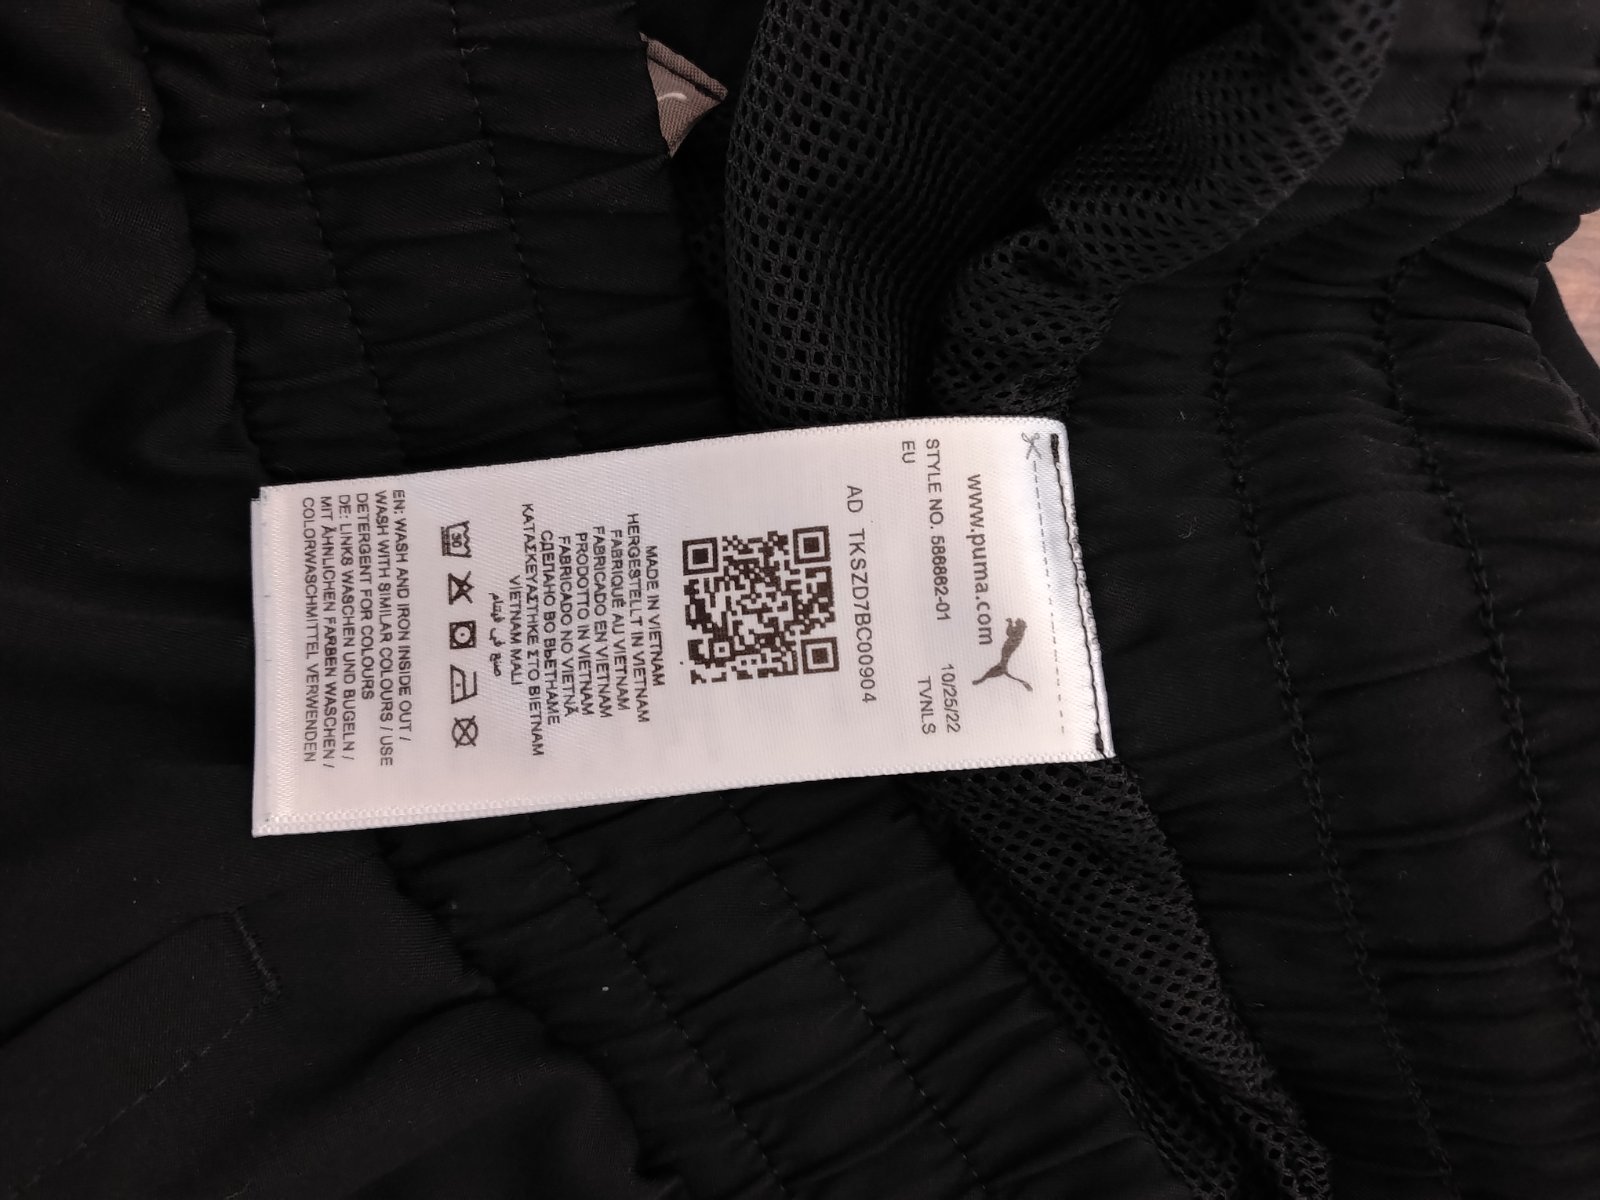 www.puma.com
STYLE NO. 586862-01 10/25/22
EU TVNLS
AD TKSZD7BC00904
MADE IN VIETNAM
HERGESTELLT IN VIETNAM
FABRIQUÉ AU VIETNAM
FABRICADO EN VIETNAM
PRODOTTO IN VIETNAM
FABRICADO NO VIETNÃ
СДЕЛАНО ВО ВЬЕТНАМЕ
ΚΑΤΑΣΚΕΥΑΣΤΗΚΕ ΣΤΟ ΒΙΕΤΝΑΜ
VIETNAM MALI
صنع في فيتنام
30
EN: WASH AND IRON INSIDE OUT /
WASH WITH SIMILAR COLOURS / USE
DETERGENT FOR COLOURS
DE: LINKS WASCHEN UND BÜGELN /
MIT ÄHNLICHEN FARBEN WASCHEN /
COLORWASCHMITTEL VERWENDEN